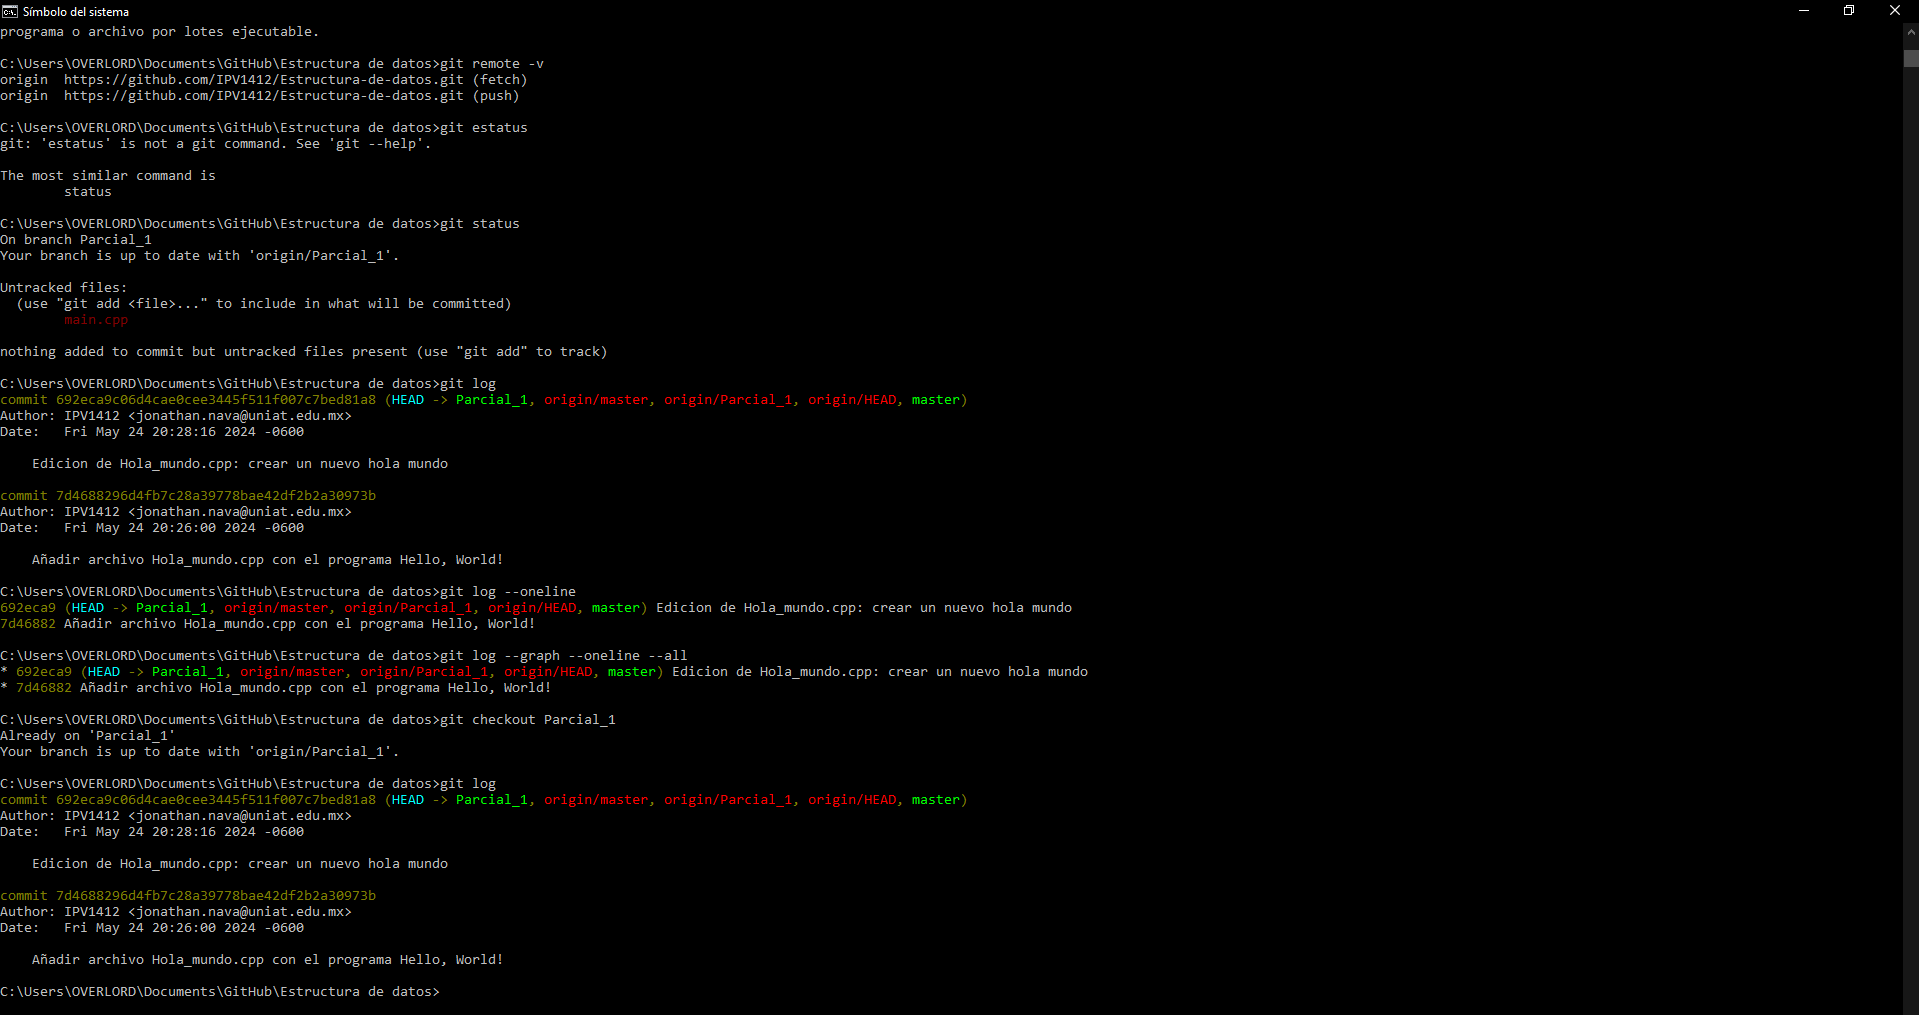 Símbolo del sistema
programa o archivo por lotes ejecutable.
C:\Users\OVERLORD\Documents\GitHub\Estructura de datos>git remote -v
origin  https://github.com/IPV1412/Estructura-de-datos.git (fetch)
origin  https://github.com/IPV1412/Estructura-de-datos.git (push)
C:\Users\OVERLORD\Documents\GitHub\Estructura de datos>git estatus
git: 'estatus' is not a git command. See 'git --help'.
The most similar command is
        status
C:\Users\OVERLORD\Documents\GitHub\Estructura de datos>git status
On branch Parcial_1
Your branch is up to date with 'origin/Parcial_1'.
Untracked files:
  (use "git add <file>..." to include in what will be committed)
        main.cpp
nothing added to commit but untracked files present (use "git add" to track)
C:\Users\OVERLORD\Documents\GitHub\Estructura de datos>git log
commit 692eca9c06d4cae0cee3445f511f007c7bed81a8 (HEAD -> Parcial_1, origin/master, origin/Parcial_1, origin/HEAD, master)
Author: IPV1412 <jonathan.nava@uniat.edu.mx>
Date:   Fri May 24 20:28:16 2024 -0600
    Edicion de Hola_mundo.cpp: crear un nuevo hola mundo
commit 7d4688296d4fb7c28a39778bae42df2b2a30973b
Author: IPV1412 <jonathan.nava@uniat.edu.mx>
Date:   Fri May 24 20:26:00 2024 -0600
    Añadir archivo Hola_mundo.cpp con el programa Hello, World!
C:\Users\OVERLORD\Documents\GitHub\Estructura de datos>git log --oneline
692eca9 (HEAD -> Parcial_1, origin/master, origin/Parcial_1, origin/HEAD, master) Edicion de Hola_mundo.cpp: crear un nuevo hola mundo
7d46882 Añadir archivo Hola_mundo.cpp con el programa Hello, World!
C:\Users\OVERLORD\Documents\GitHub\Estructura de datos>git log --graph --oneline --all
* 692eca9 (HEAD -> Parcial_1, origin/master, origin/Parcial_1, origin/HEAD, master) Edicion de Hola_mundo.cpp: crear un nuevo hola mundo
* 7d46882 Añadir archivo Hola_mundo.cpp con el programa Hello, World!
C:\Users\OVERLORD\Documents\GitHub\Estructura de datos>git checkout Parcial_1
Already on 'Parcial_1'
Your branch is up to date with 'origin/Parcial_1'.
C:\Users\OVERLORD\Documents\GitHub\Estructura de datos>git log
commit 692eca9c06d4cae0cee3445f511f007c7bed81a8 (HEAD -> Parcial_1, origin/master, origin/Parcial_1, origin/HEAD, master)
Author: IPV1412 <jonathan.nava@uniat.edu.mx>
Date:   Fri May 24 20:28:16 2024 -0600
    Edicion de Hola_mundo.cpp: crear un nuevo hola mundo
commit 7d4688296d4fb7c28a39778bae42df2b2a30973b
Author: IPV1412 <jonathan.nava@uniat.edu.mx>
Date:   Fri May 24 20:26:00 2024 -0600
    Añadir archivo Hola_mundo.cpp con el programa Hello, World!
C:\Users\OVERLORD\Documents\GitHub\Estructura de datos>